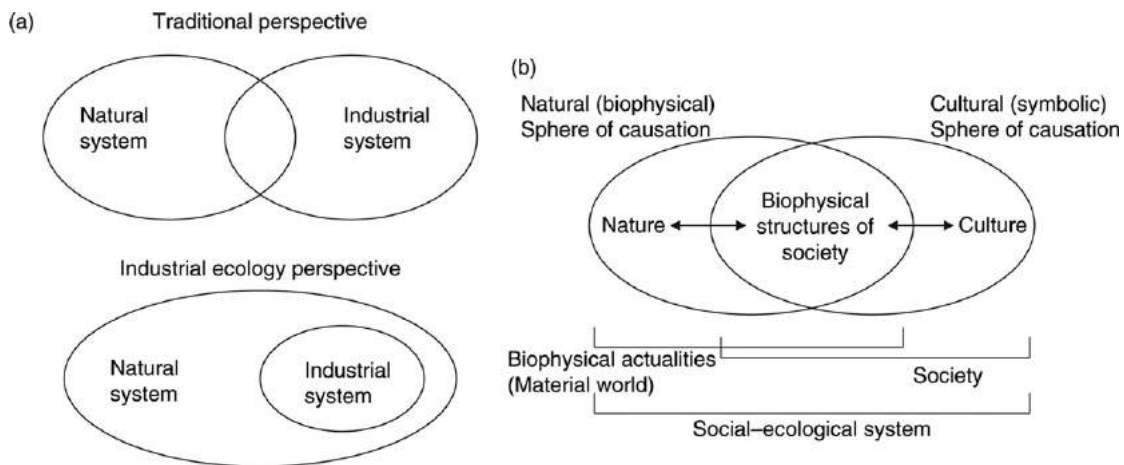 (a)
Traditional perspective
Natural
system
Industrial
system
Industrial ecology perspective
Natural
system
Industrial
system
(b)
Natural (biophysical)
Sphere of causation
Cultural (symbolic)
Sphere of causation
Nature
Biophysical
structures of
society
Culture
Biophysical actualities
(Material world)
Society
Social–ecological system